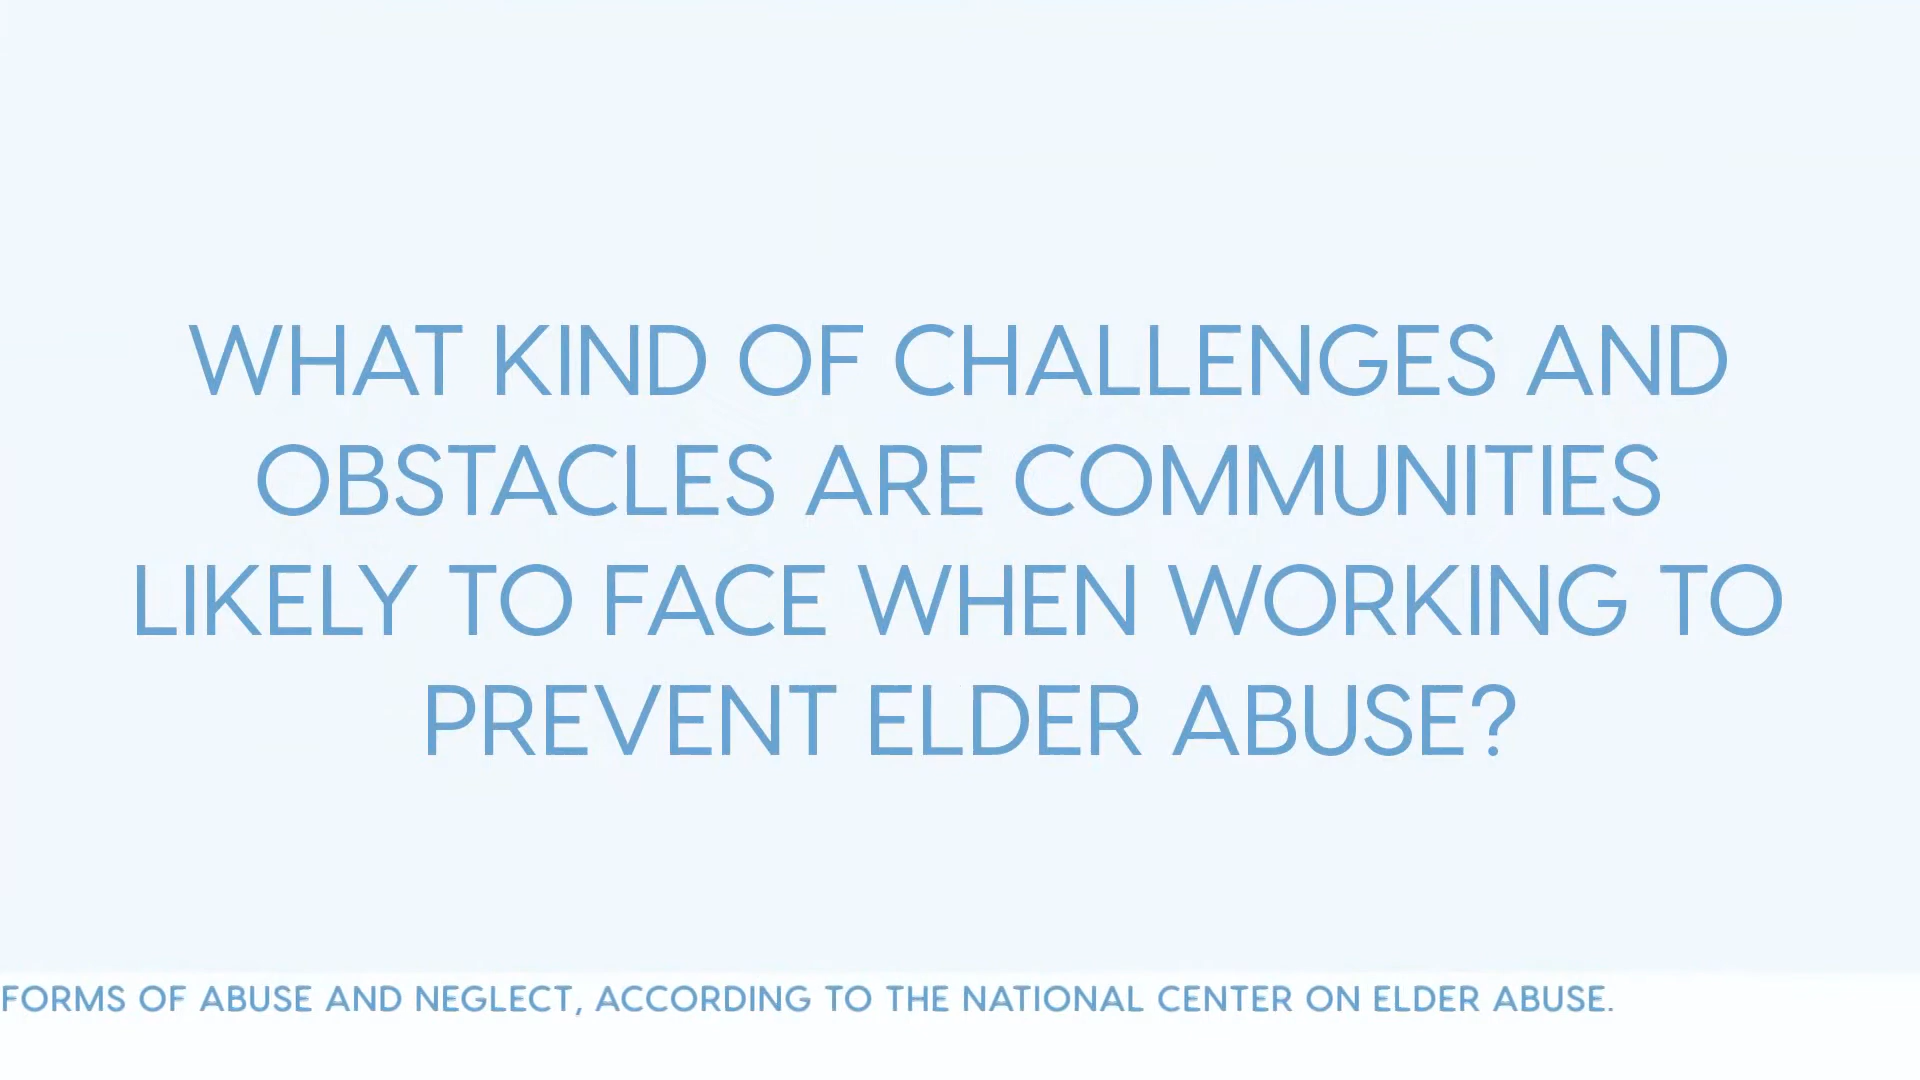 WHAT KIND OF CHALLENGES AND
OBSTACLES ARE COMMUNITIES
LIKELY TO FACE WHEN WORKING TO
PREVENT ELDER ABUSE?
FORMS OF ABUSE AND NEGLECT, ACCORDING TO THE NATIONAL CENTER ON ELDER ABUSE.